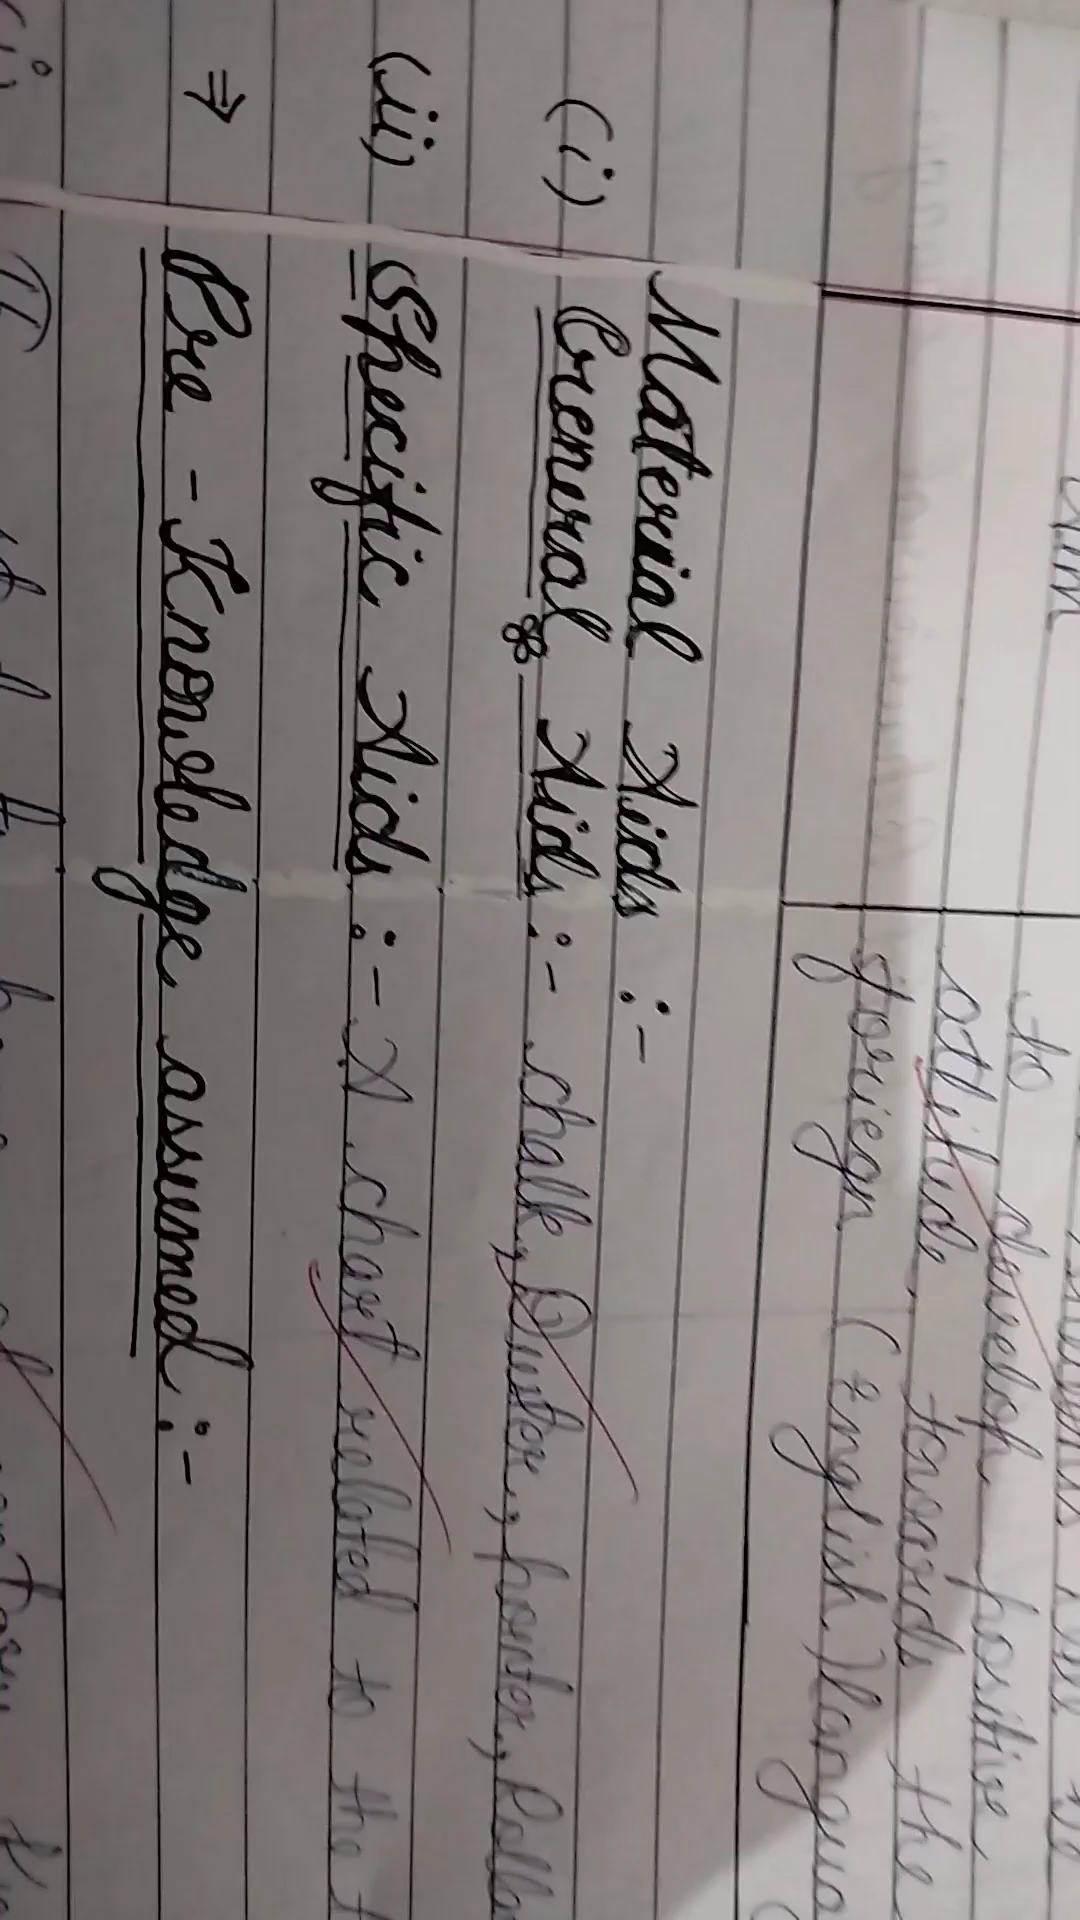 to develop positive
attitude towards the
foriegn (English) langua
Material Aids :-
(i) General Aids :- chalk, Duster, pointer, Rolle
(ii) Specific Aids :- A chart related to the
⇒ Pre - Knowledge assumed :-